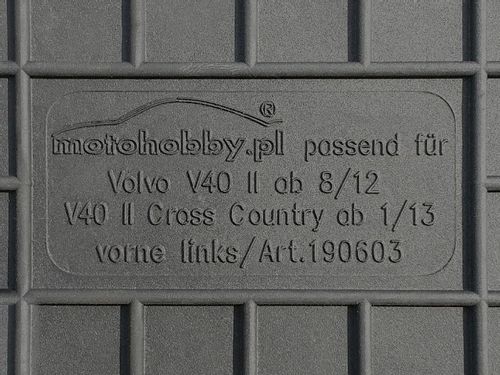 motohobby.pl® passend für
Volvo V40 II ab 8/12
V40 II Cross Country ab 1/13
vorne links/Art.190603